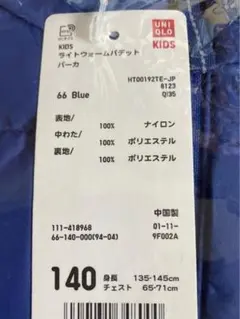 UNI
QLO
KIDS
KIDS
ライトウォームパデット
パーカ
HT00192TE-JP
8123
Q:35
66 Blue
表地/
100% ナイロン
中わた/
100% ポリエステル
裏地/
100% ポリエステル
中国製
111-418968 01-11-
66-140-000(94-04) 9F002A
140 身長 135-145cm
チェスト 65-71cm